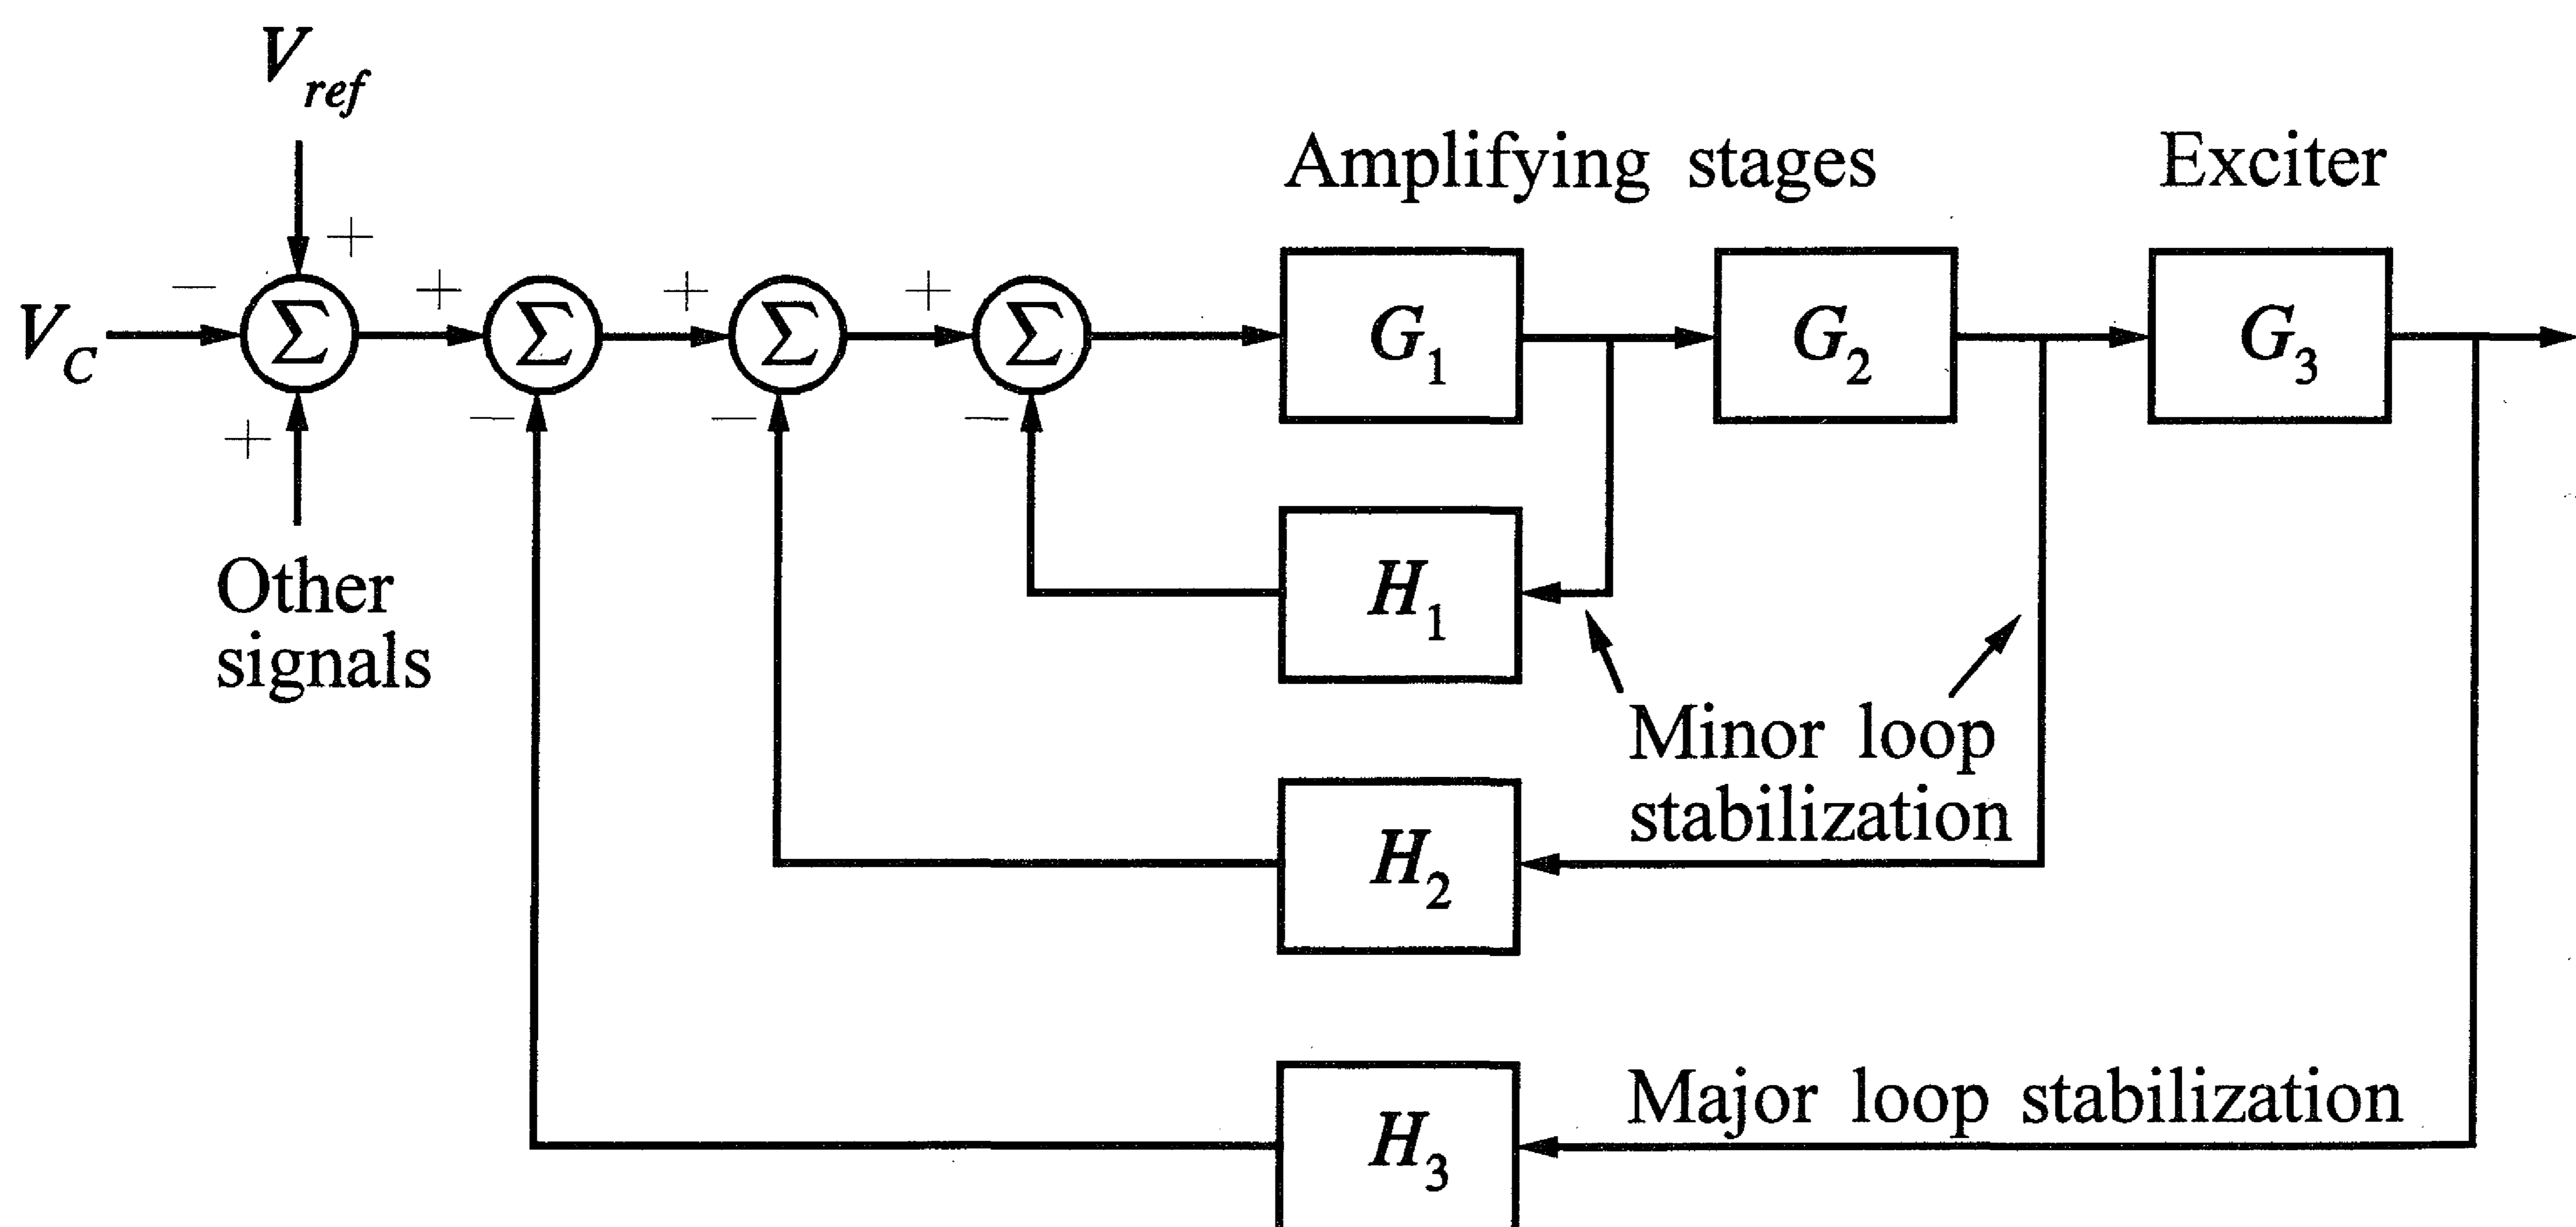 V_ref
Amplifying stages
Exciter
+
− + + +
V_C Σ Σ Σ Σ G_1 G_2 G_3
+ − − −
Other
signals
H_1
Minor loop
stabilization
H_2
Major loop stabilization
H_3